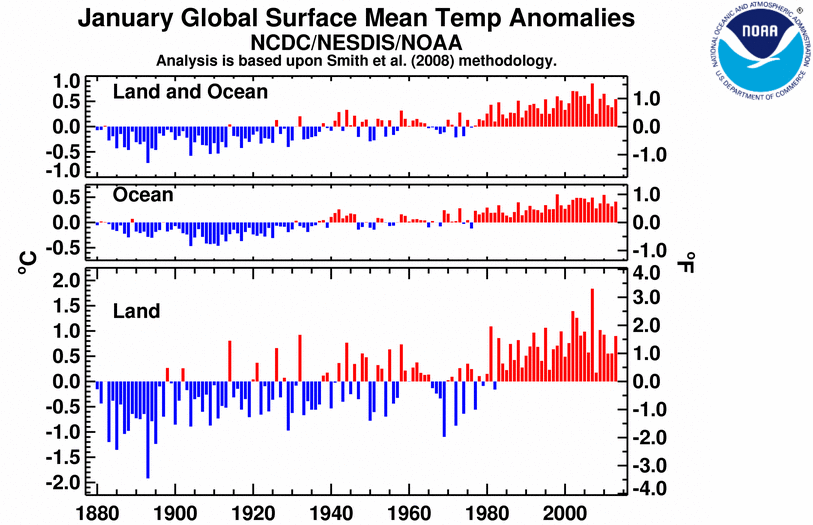 January Global Surface Mean Temp Anomalies
NCDC/NESDIS/NOAA
Analysis is based upon Smith et al. (2008) methodology.
NATIONAL OCEANIC AND ATMOSPHERIC ADMINISTRATION
®
NOAA
U.S. DEPARTMENT OF COMMERCE
Land and Ocean
1.0
0.5
0.0
-0.5
-1.0
1.0
0.0
-1.0
Ocean
0.5
0.0
-0.5
1.0
0.0
-1.0
°C
°F
Land
2.0
1.5
1.0
0.5
0.0
-0.5
-1.0
-1.5
-2.0
4.0
3.0
2.0
1.0
0.0
-1.0
-2.0
-3.0
-4.0
1880 1900 1920 1940 1960 1980 2000